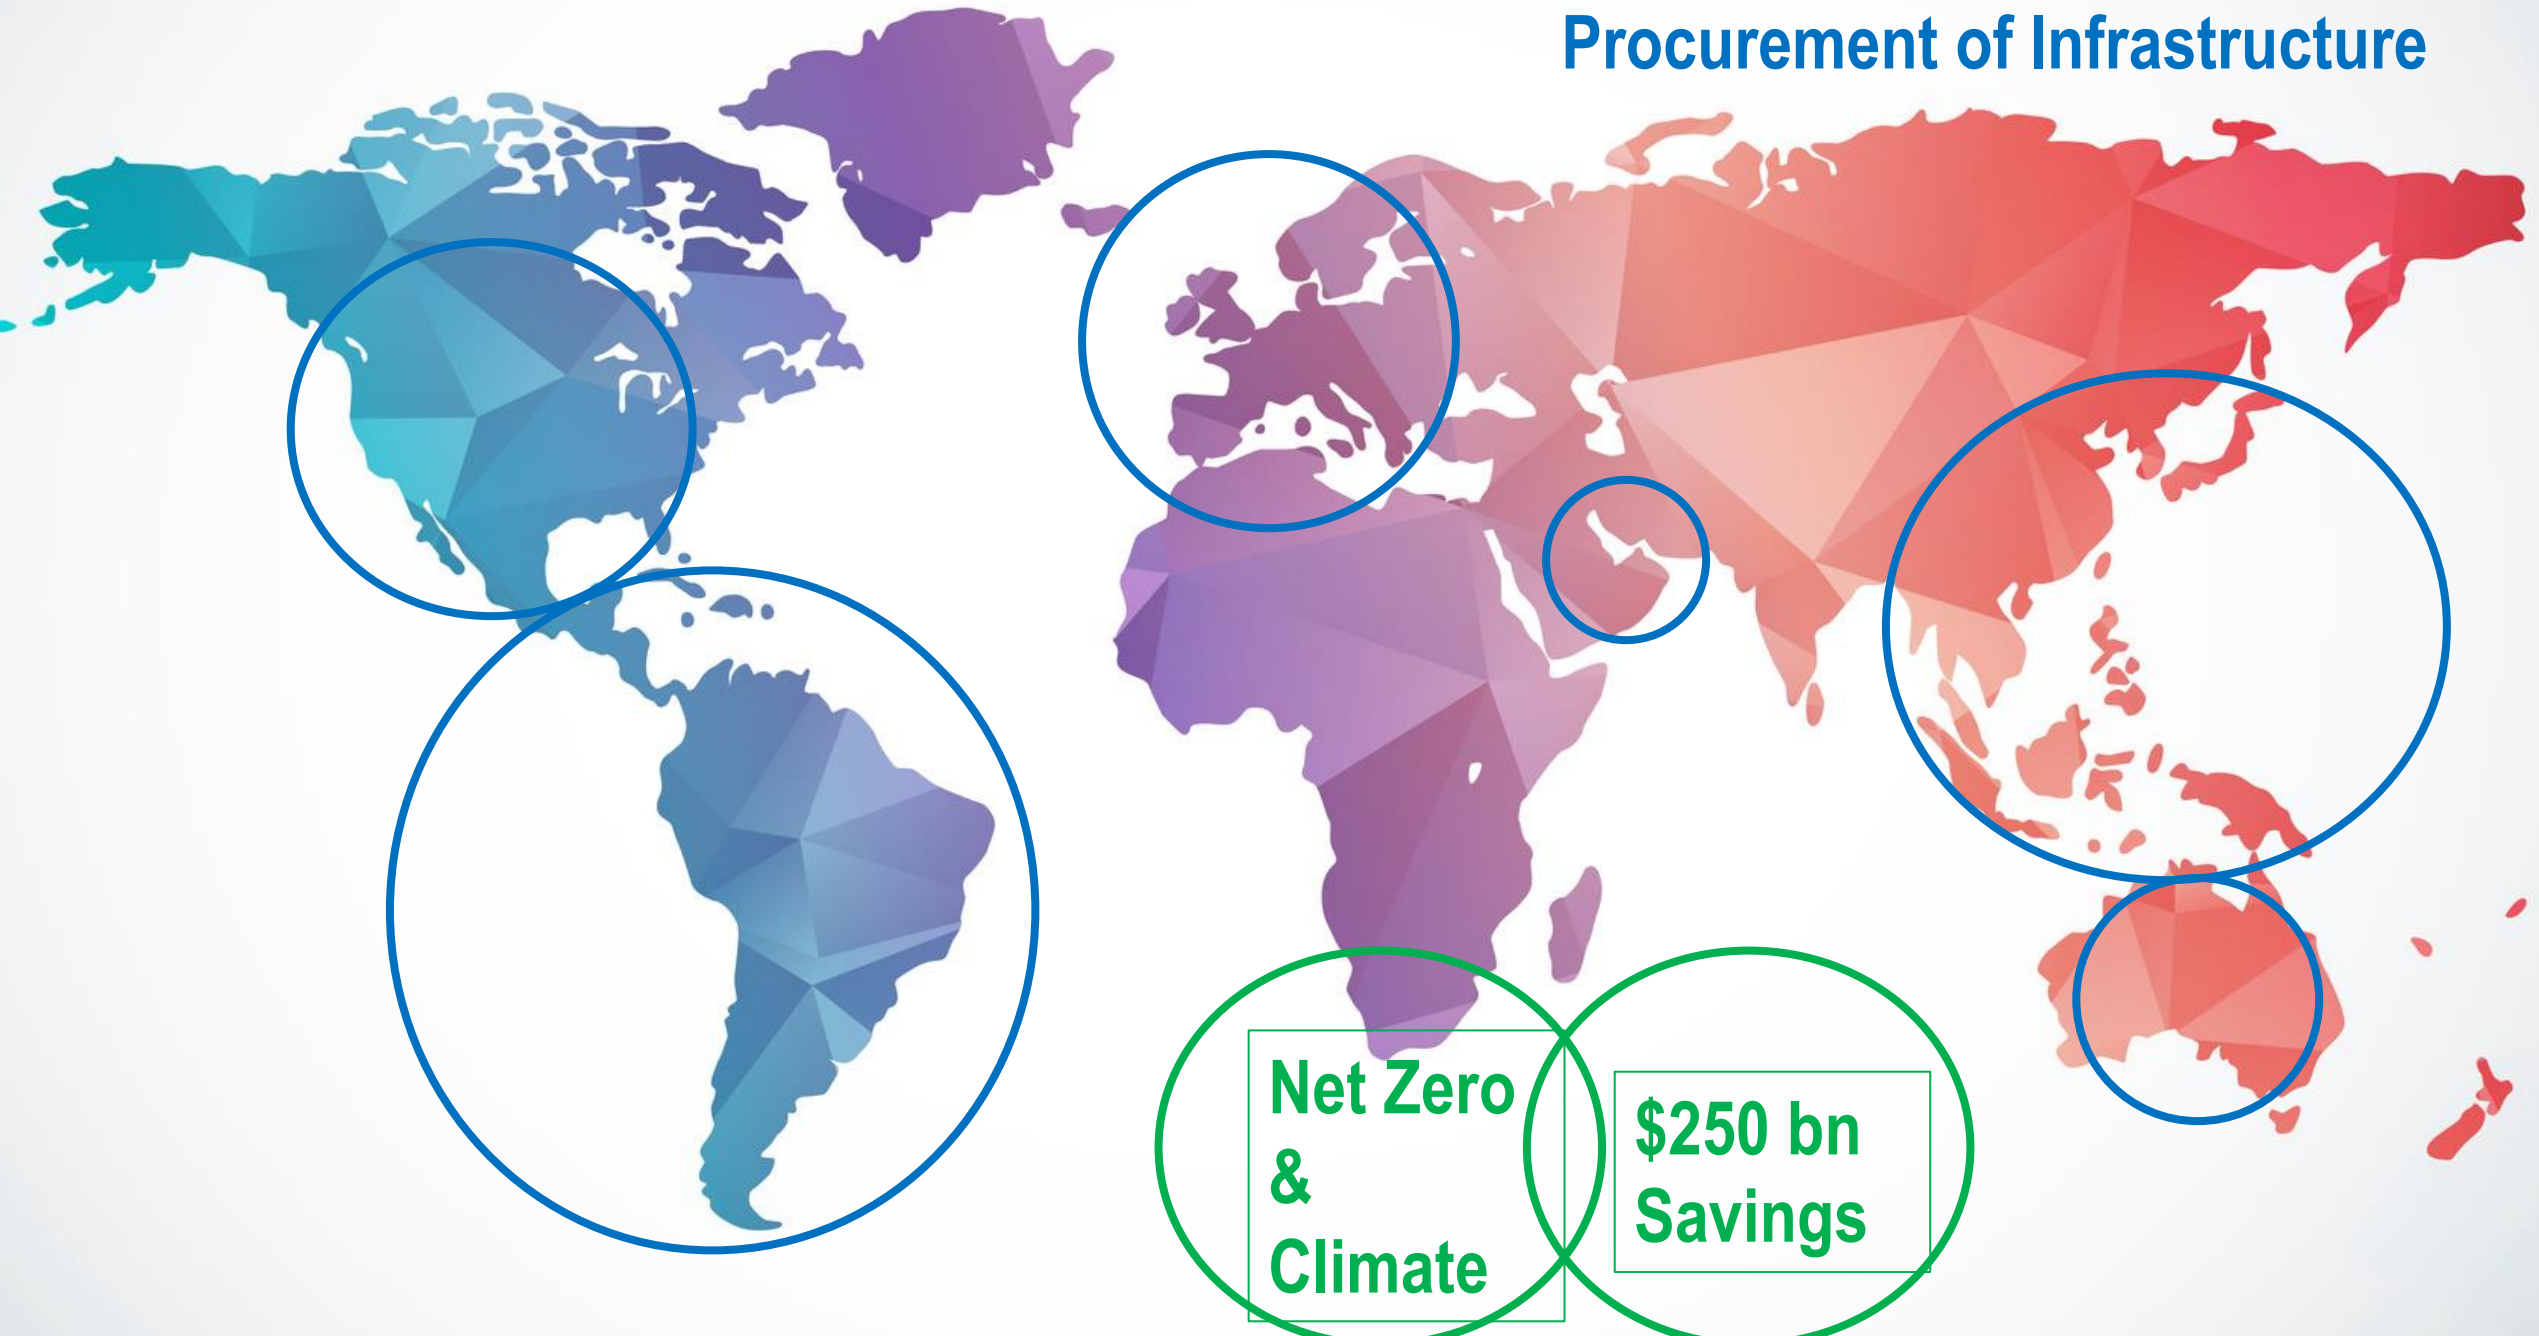 Procurement of Infrastructure
Net Zero
&
Climate
$250 bn
Savings